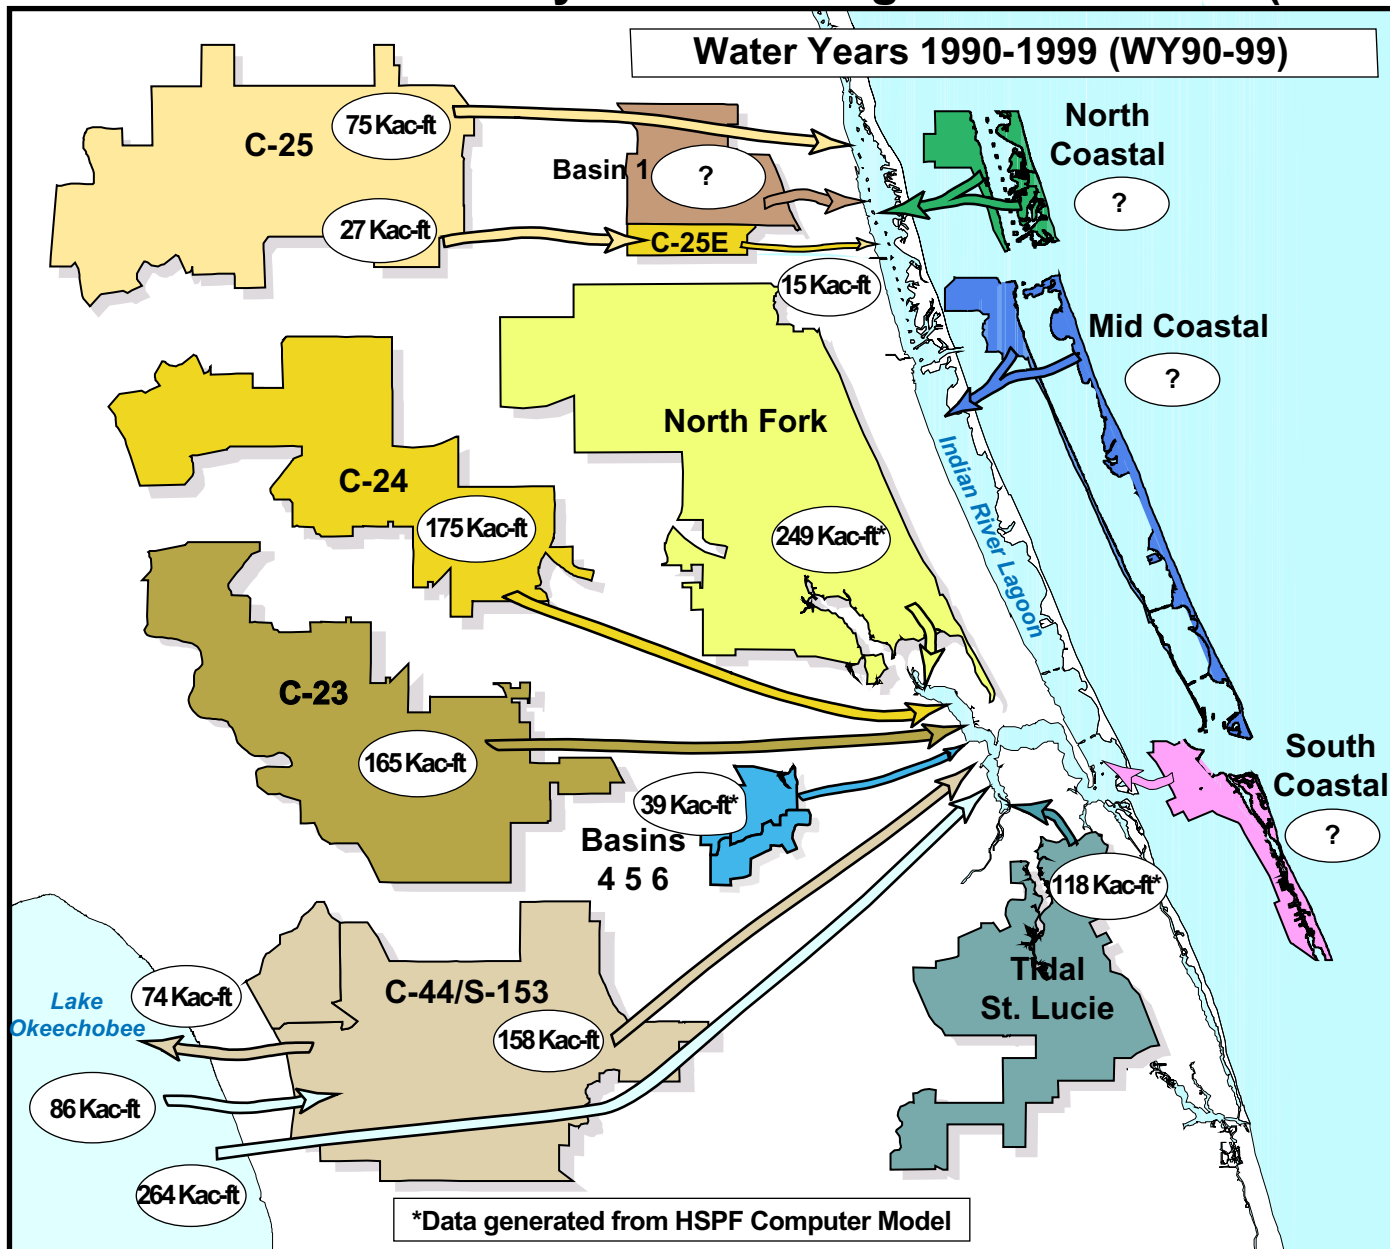 Water Years 1990-1999 (WY90-99)
C-25
75 Kac-ft
27 Kac-ft
Basin 1
?
C-25E
15 Kac-ft
North
Coastal
?
Mid Coastal
?
C-24
175 Kac-ft
North Fork
249 Kac-ft*
Indian River Lagoon
C-23
165 Kac-ft
39 Kac-ft*
Basins
4 5 6
South
Coastal
?
118 Kac-ft*
Tidal
St. Lucie
Lake
Okeechobee
74 Kac-ft
C-44/S-153
158 Kac-ft
86 Kac-ft
264 Kac-ft
*Data generated from HSPF Computer Model